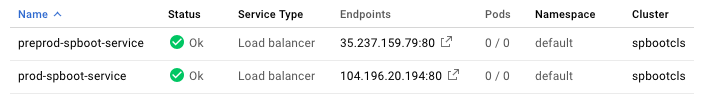 Name Status Service Type Endpoints Pods Namespace Cluster
preprod-spboot-service Ok Load balancer 35.237.159.79:80 0 / 0 default spbootcls
prod-spboot-service Ok Load balancer 104.196.20.194:80 0 / 0 default spbootcls